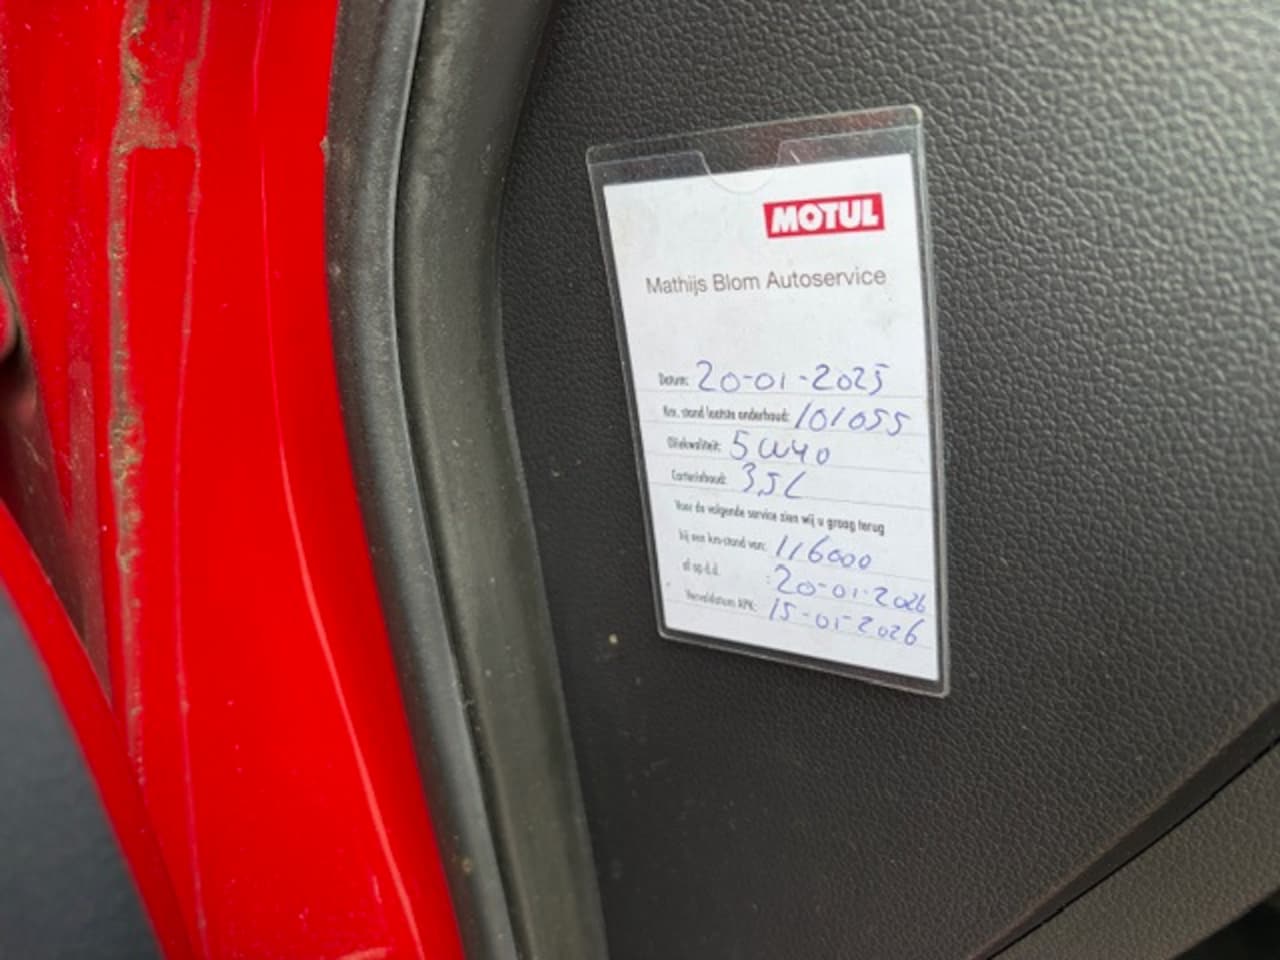 MOTUL
Mathijs Blom Autoservice
Datum: 20-01-2025
Km. stand laatste onderhoud: 101055
Oliekwaliteit: 5W40
Carterinhoud: 3,5L
Voor de volgende service zien wij u graag terug
bij een km-stand van: 116000
of op d.d. : 20-01-2026
Vervaldatum APK: 15-01-2026